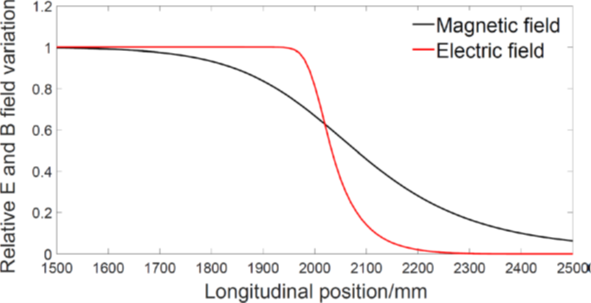 Relative E and B field variation
1.2
1
0.8
0.6
0.4
0.2
0
Magnetic field
Electric field
1500 1600 1700 1800 1900 2000 2100 2200 2300 2400 2500
Longitudinal position/mm